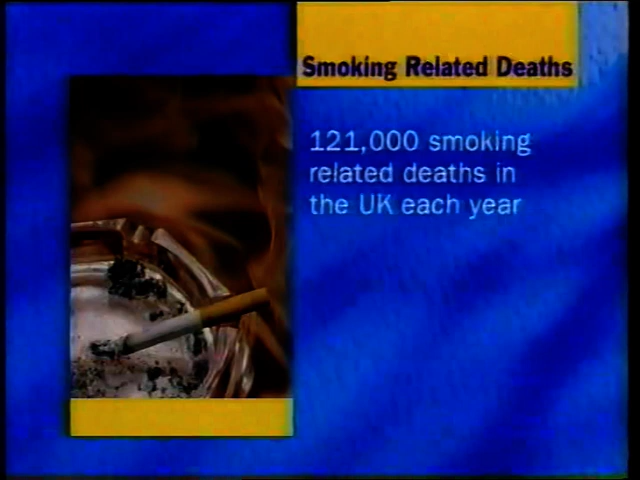 Smoking Related Deaths
121,000 smoking
related deaths in
the UK each year